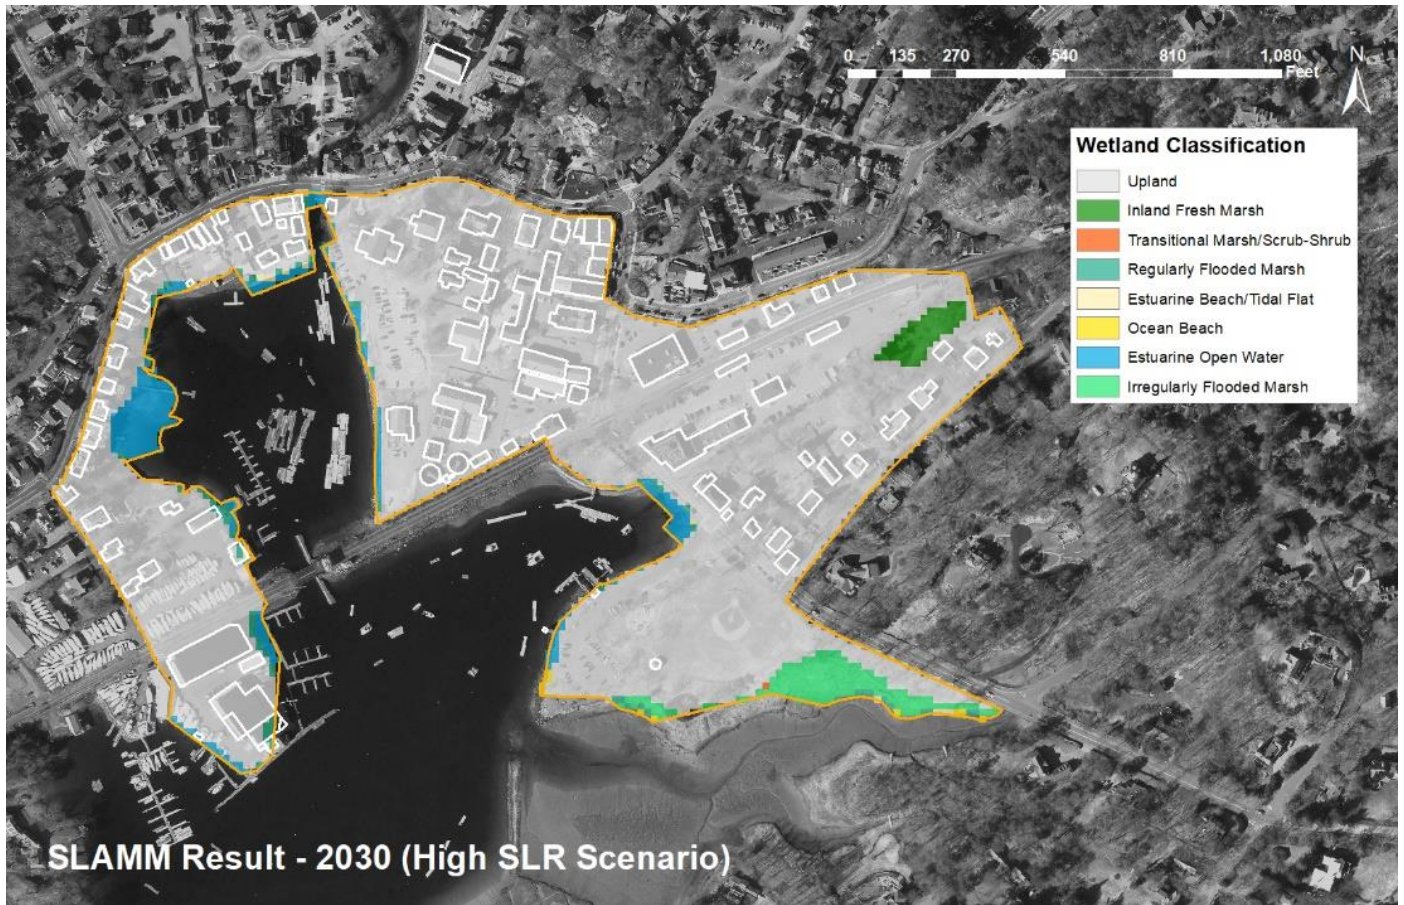 0 135 270 540 810 1,080
Feet
N
Wetland Classification
Upland
Inland Fresh Marsh
Transitional Marsh/Scrub-Shrub
Regularly Flooded Marsh
Estuarine Beach/Tidal Flat
Ocean Beach
Estuarine Open Water
Irregularly Flooded Marsh
SLAMM Result - 2030 (High SLR Scenario)